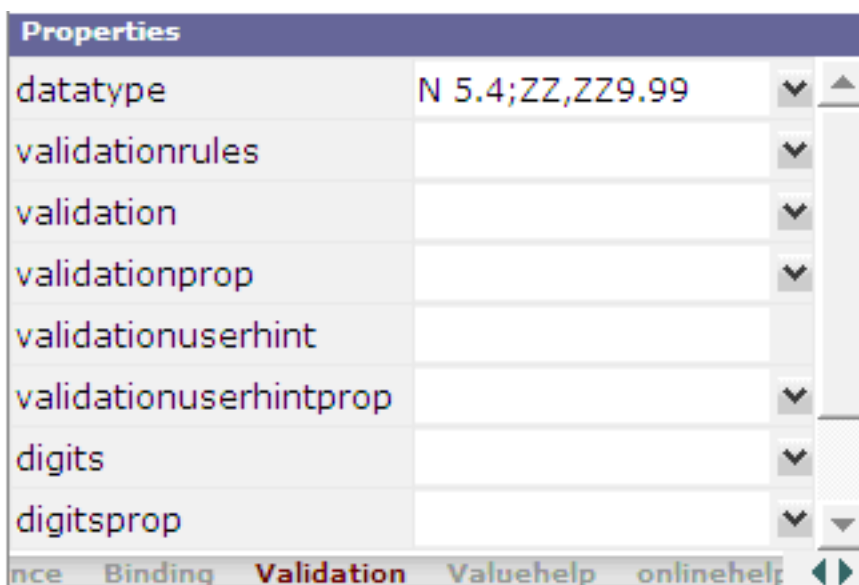 Properties
datatype N 5.4;ZZ,ZZ9.99
validationrules
validation
validationprop
validationuserhint
validationuserhintprop
digits
digitsprop
nce Binding Validation Valuehelp onlinehelp